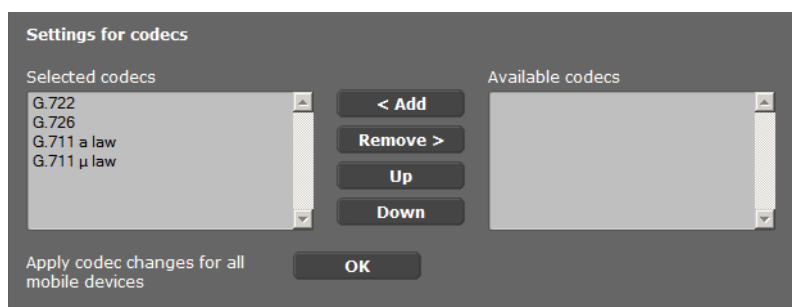 Settings for codecs
Selected codecs
Available codecs
G.722
G.726
G.711 a law
G.711 µ law
< Add
Remove >
Up
Down
Apply codec changes for all
mobile devices
OK